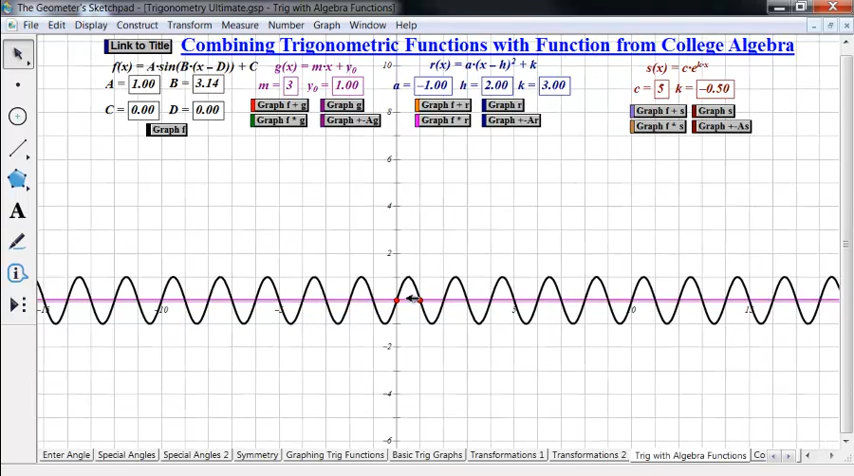 The Geometer's Sketchpad - [Trigonometry Ultimate.gsp - Trig with Algebra Functions]
File Edit Display Construct Transform Measure Number Graph Window Help
Link to Title Combining Trigonometric Functions with Function from College Algebra
f(x) = A·sin(B·(x – D)) + C g(x) = m·x + y₀ r(x) = a·(x – h)² + k s(x) = c·e^(k·x)
A = 1.00 B = 3.14 m = 3 y₀ = 1.00 a = –1.00 h = 2.00 k = 3.00 c = 5 k = –0.50
C = 0.00 D = 0.00
Graph f + g Graph g Graph f + r Graph r Graph f + s Graph s
Graph f * g Graph +-Ag Graph f * r Graph +-Ar Graph f * s Graph +-As
Graph f
10
8
6
4
2
-10 5 15
-2
-4
-6
Enter Angle Special Angles Special Angles 2 Symmetry Graphing Trig Functions Basic Trig Graphs Transformations 1 Transformations 2 Trig with Algebra Functions Co